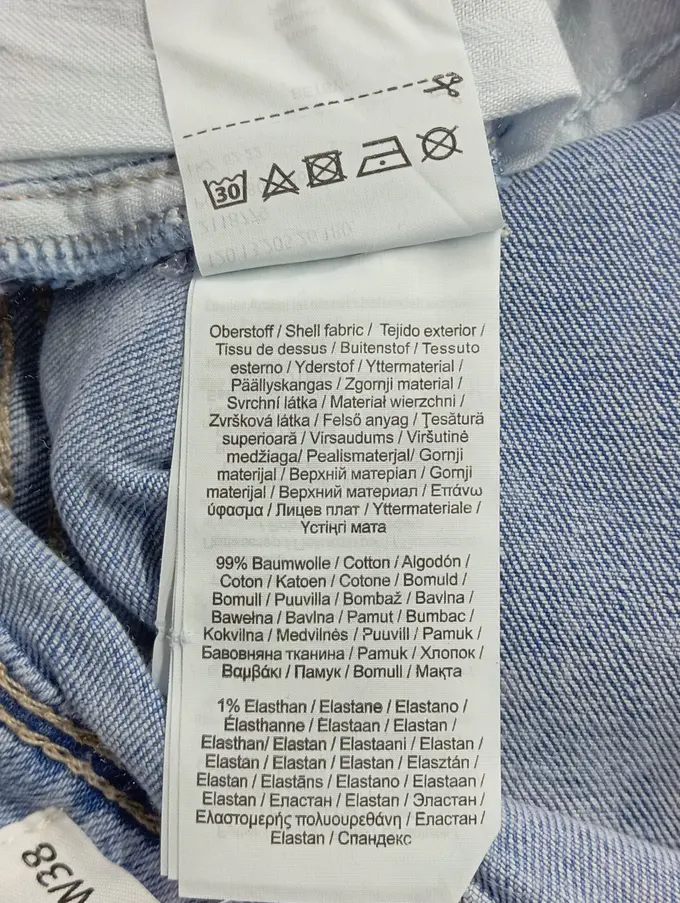 30
Oberstoff / Shell fabric / Tejido exterior /
Tissu de dessus / Buitenstof / Tessuto
esterno / Yderstof / Yttermaterial /
Päällyskangas / Zgornji material /
Svrchní látka / Materiał wierzchni /
Zvršková látka / Felső anyag / Ţesătură
superioară / Virsaudums / Viršutinė
medžiaga/ Pealismaterjal/ Gornji
materijal / Верхній матеріал / Gornji
materijal / Верхний материал / Επάνω
ύφασμα / Лицев плат / Yttermateriale /
Үстіңгі мата
99% Baumwolle / Cotton / Algodón /
Coton / Katoen / Cotone / Bomuld /
Bomull / Puuvilla / Bombaž / Bavlna /
Bawełna / Bavlna / Pamut / Bumbac /
Kokvilna / Medvilnės / Puuvill / Pamuk /
Бавовняна тканина / Pamuk / Хлопок /
Βαμβάκι / Памук / Bomull / Мақта
1% Elasthan / Elastane / Elastano /
Élasthanne / Elastaan / Elastan /
Elasthan/ Elastan / Elastaani / Elastan /
Elastan / Elastan / Elastan / Elasztán /
Elastan / Elastāns / Elastano / Elastaan /
Elastan / Еластан / Elastan / Эластан /
Ελαστομερής πολυουρεθάνη / Еластан /
Elastan / Спандекс
W38